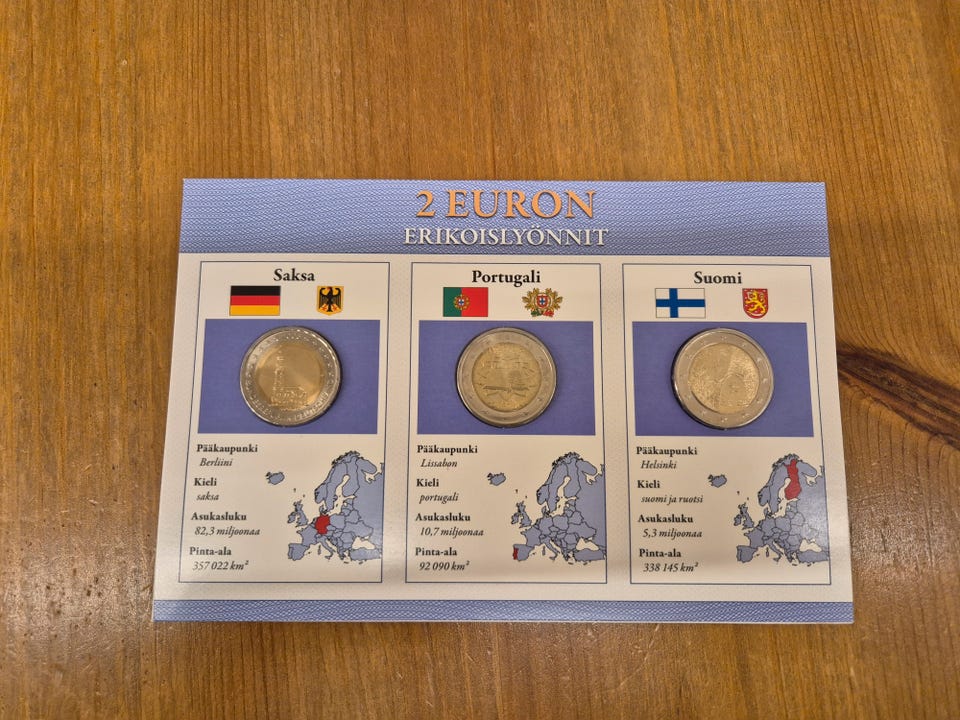 2 EURON
ERIKOISLYÖNNIT
Saksa
Pääkaupunki
Berliini
Kieli
saksa
Asukasluku
82,3 miljoonaa
Pinta-ala
357 022 km²
Portugali
Pääkaupunki
Lissabon
Kieli
portugali
Asukasluku
10,7 miljoonaa
Pinta-ala
92 090 km²
Suomi
Pääkaupunki
Helsinki
Kieli
suomi ja ruotsi
Asukasluku
5,3 miljoonaa
Pinta-ala
338 145 km²